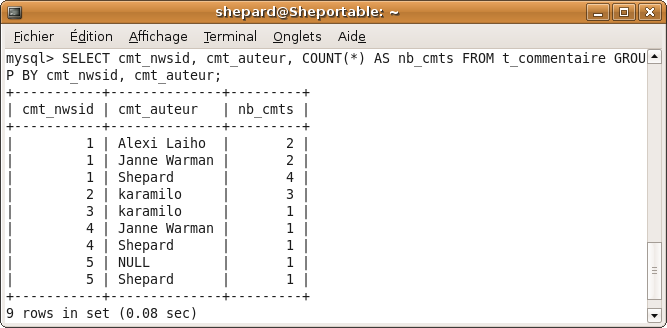 shepard@Sheportable: ~
Fichier Édition Affichage Terminal Onglets Aide
mysql> SELECT cmt_nwsid, cmt_auteur, COUNT(*) AS nb_cmts FROM t_commentaire GROU
P BY cmt_nwsid, cmt_auteur;
+-----------+-------------+---------+
| cmt_nwsid | cmt_auteur  | nb_cmts |
+-----------+-------------+---------+
|         1 | Alexi Laiho |       2 |
|         1 | Janne Warman |       2 |
|         1 | Shepard     |       4 |
|         2 | karamilo    |       3 |
|         3 | karamilo    |       1 |
|         4 | Janne Warman |       1 |
|         4 | Shepard     |       1 |
|         5 | NULL        |       1 |
|         5 | Shepard     |       1 |
+-----------+-------------+---------+
9 rows in set (0.08 sec)